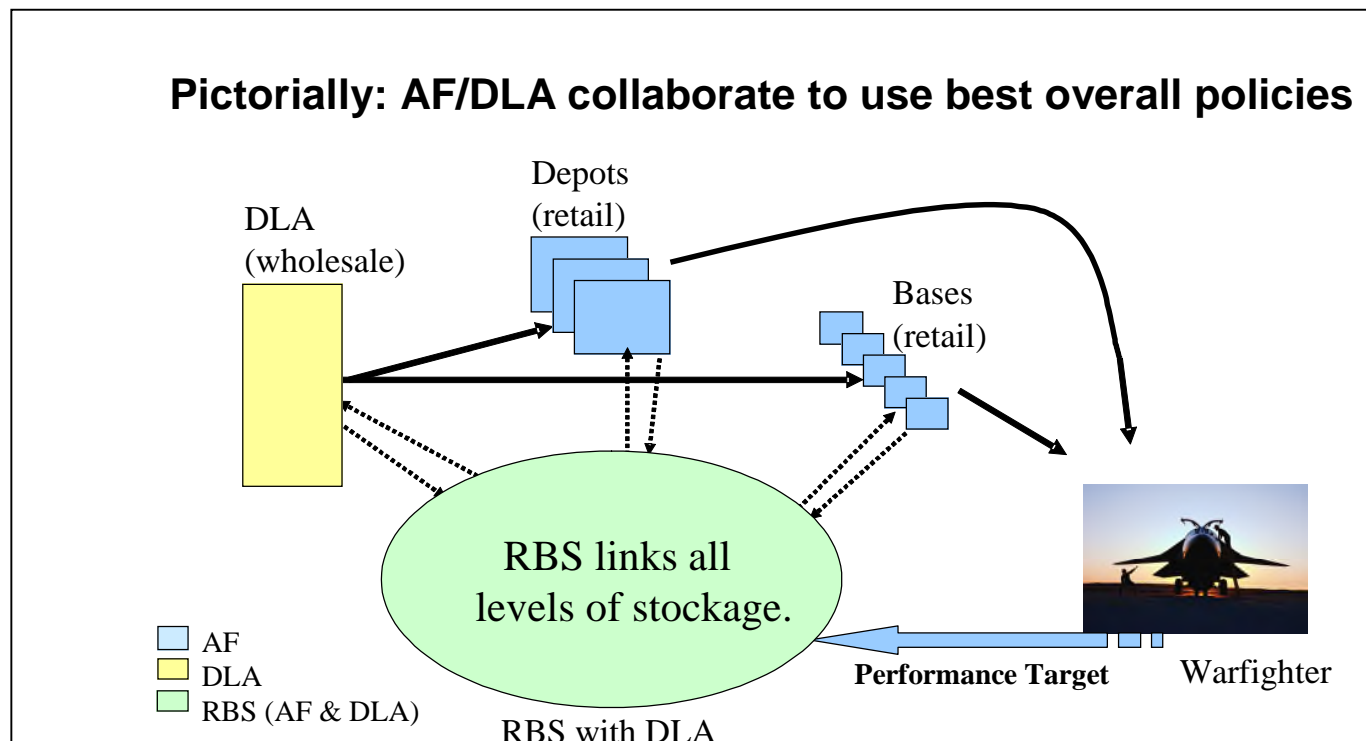 Pictorially: AF/DLA collaborate to use best overall policies
Depots
(retail)
DLA
(wholesale)
Bases
(retail)
RBS links all
levels of stockage.
AF
DLA
RBS (AF & DLA)
Performance Target
Warfighter
RBS with DLA